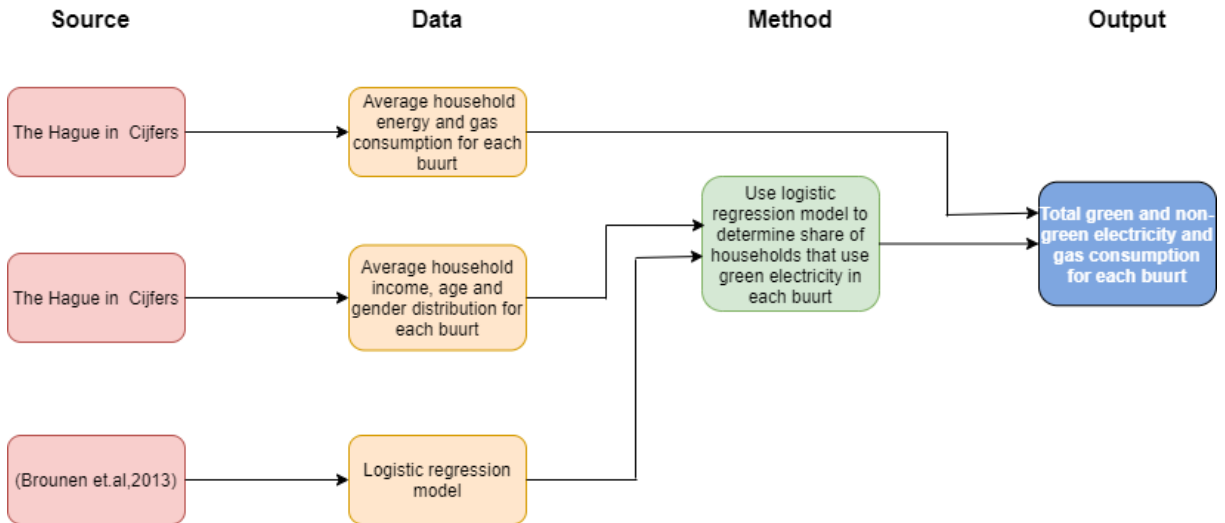 Source
Data
Method
Output
The Hague in Cijfers
Average household
energy and gas
consumption for each
buurt
The Hague in Cijfers
Average household
income, age and
gender distribution for
each buurt
Use logistic
regression model to
determine share of
households that use
green electricity in
each buurt
Total green and non-
green electricity and
gas consumption
for each buurt
(Brounen et.al,2013)
Logistic regression
model